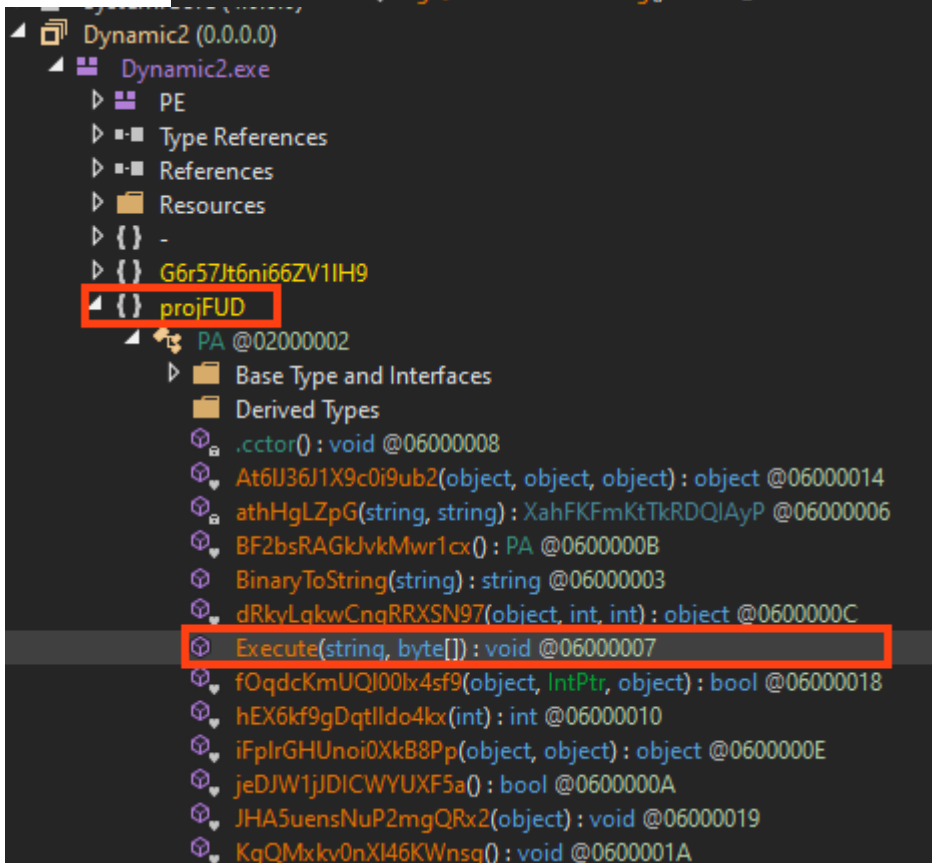 Dynamic2 (0.0.0.0)
Dynamic2.exe
PE
Type References
References
Resources
{ } -
{ } G6r57Jt6ni66ZV1IH9
{ } projFUD
PA @02000002
Base Type and Interfaces
Derived Types
.cctor() : void @06000008
At6IJ36J1X9c0i9ub2(object, object, object) : object @06000014
athHgLZpG(string, string) : XahFKFmKtTkRDQIAyP @06000006
BF2bsRAGkJvkMwr1cx() : PA @0600000B
BinaryToString(string) : string @06000003
dRkyLqkwCnqRRXSN97(object, int, int) : object @0600000C
Execute(string, byte[]) : void @06000007
fOqdcKmUQI00Ix4sf9(object, IntPtr, object) : bool @06000018
hEX6kf9gDqtIldo4kx(int) : int @06000010
iFpIrGHUnoi0XkB8Pp(object, object) : object @0600000E
jeDJW1jJDICWYUXF5a() : bool @0600000A
JHA5uensNuP2mgQRx2(object) : void @06000019
KgQMxkv0nXI46KWnsg() : void @0600001A